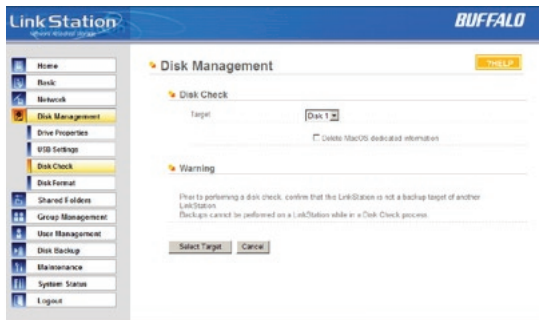 LinkStation
BUFFALO
Home
Basic
Network
Disk Management
Drive Properties
USB Settings
Disk Check
Disk Format
Shared Folders
Group Management
User Management
Disk Backup
Maintenance
System Status
Logout
Disk Management
?HELP
Disk Check
Target
Disk 1
Delete MacOS dedicated information
Warning
Prior to performing a disk check, confirm that the LinkStation is not a backup target of another
LinkStation.
Backups cannot be performed on a LinkStation while in a Disk Check process.
Select Target
Cancel